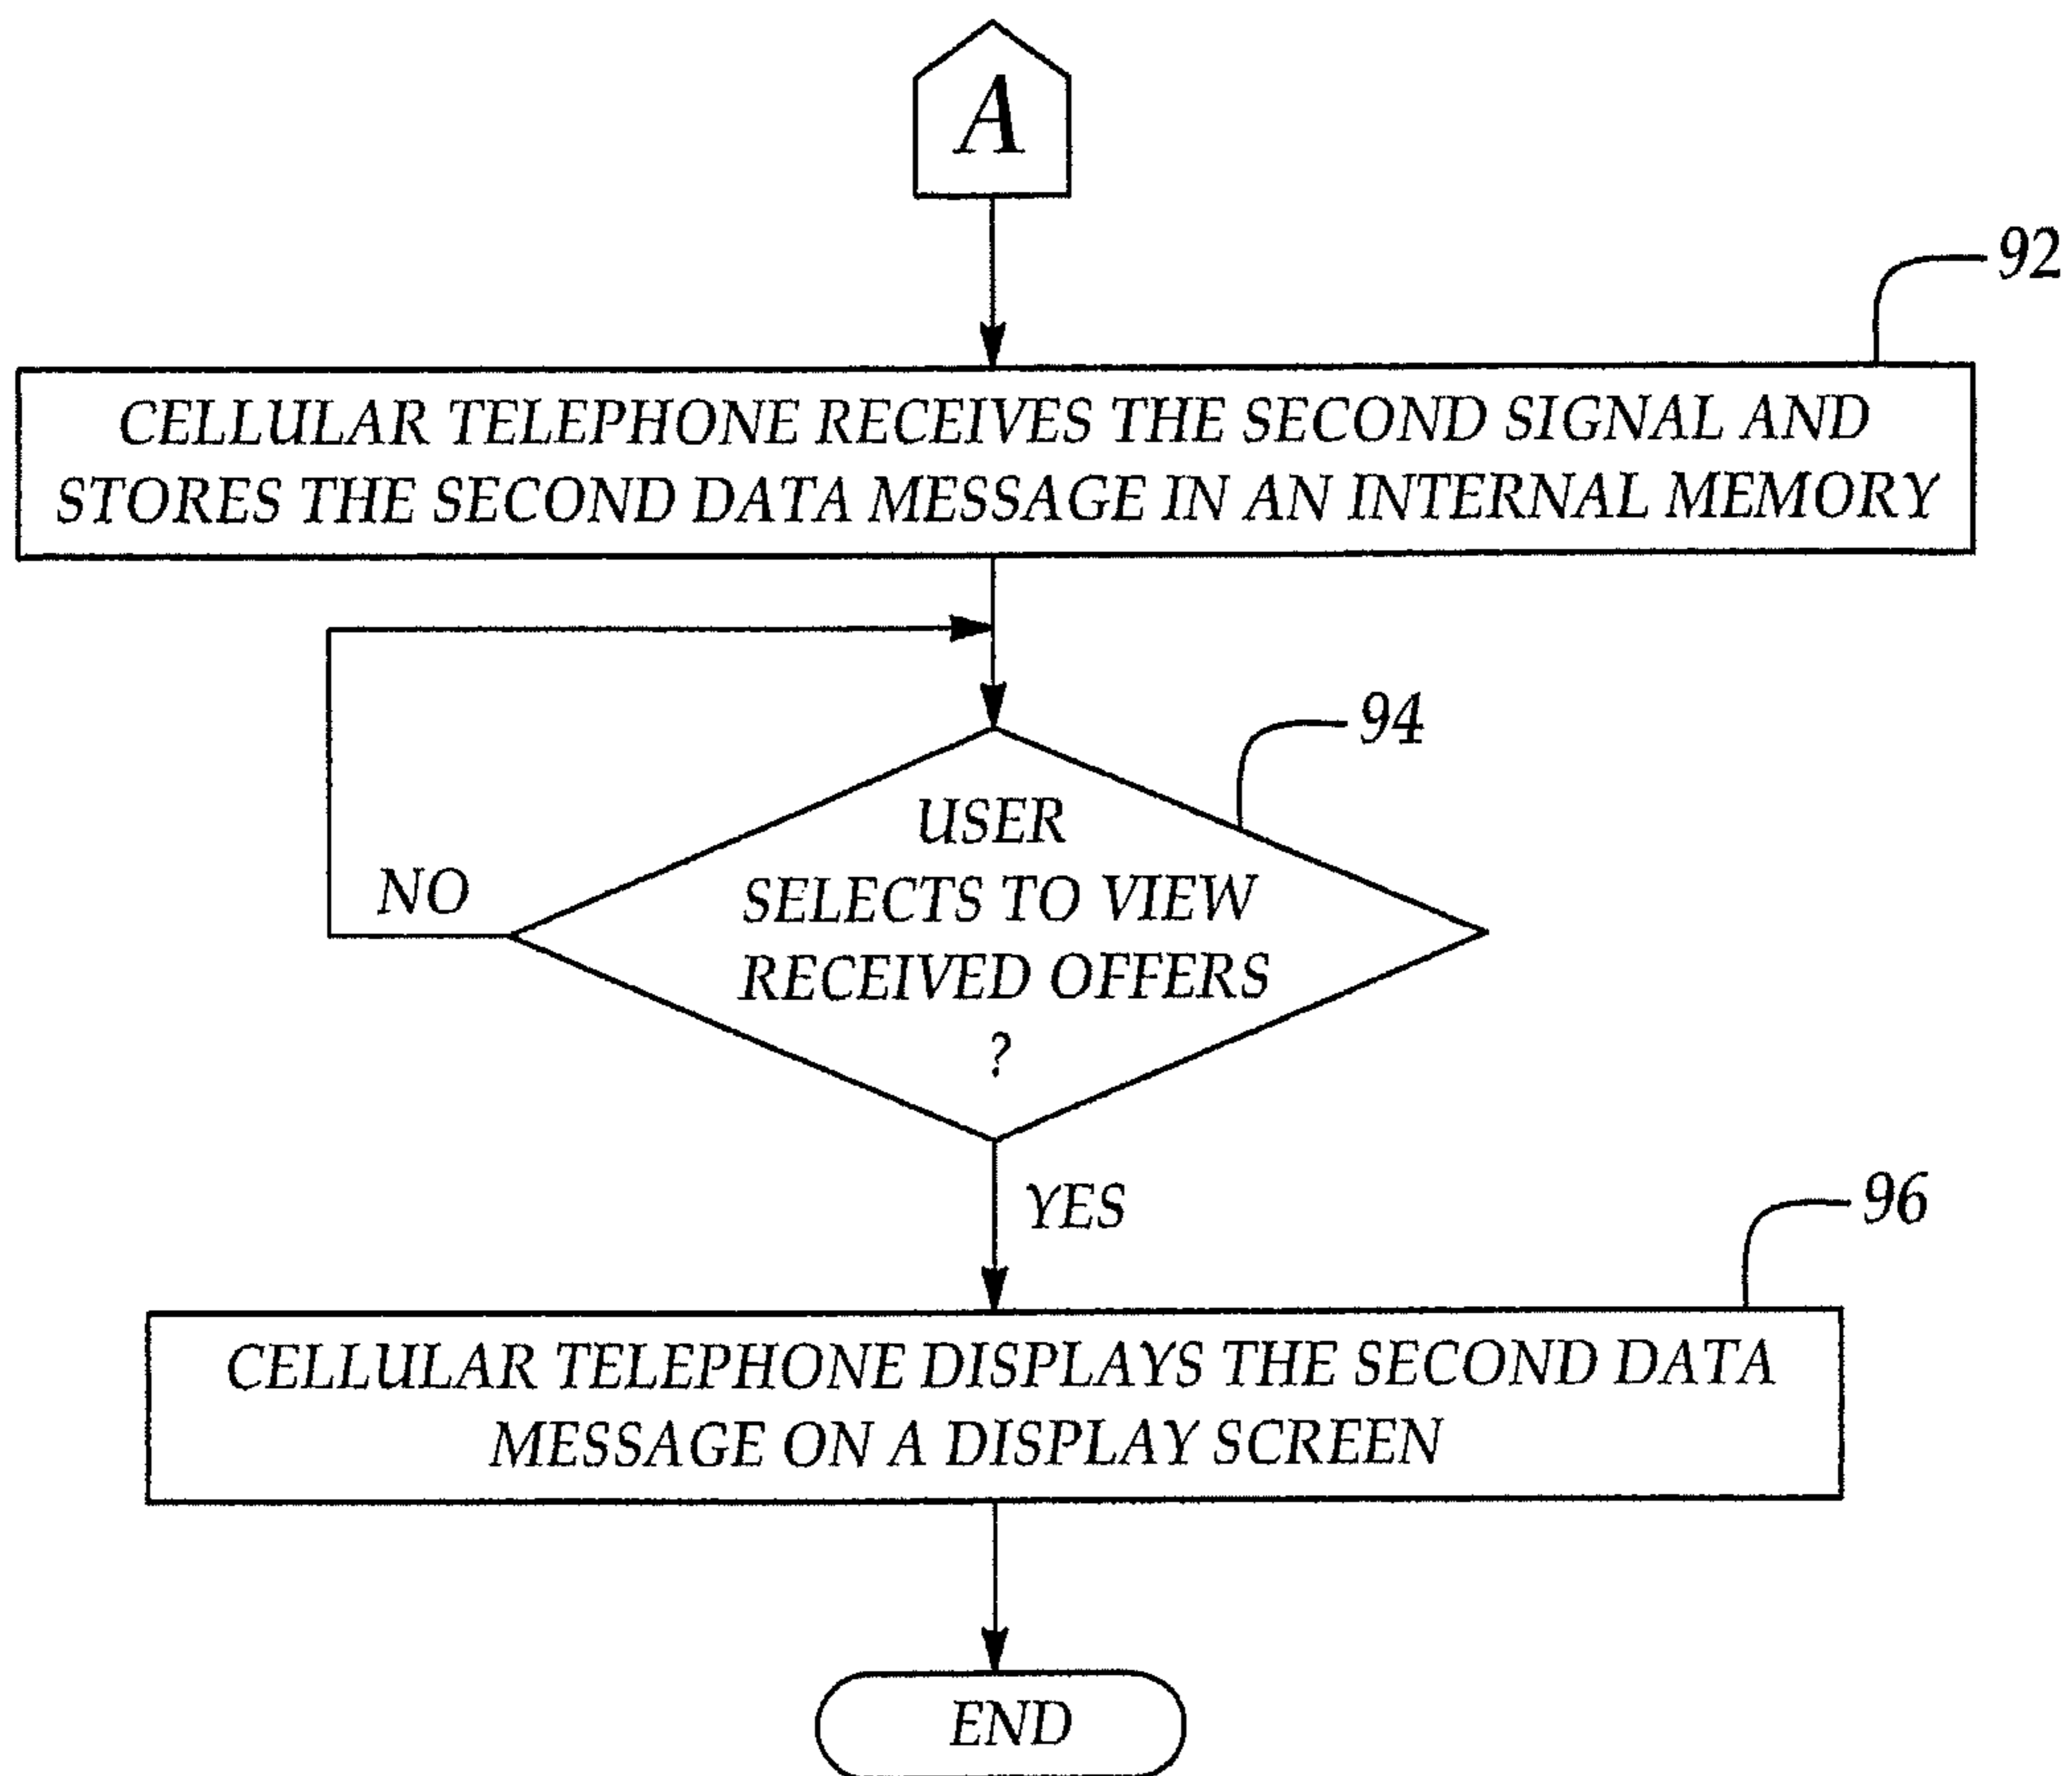 A
92
CELLULAR TELEPHONE RECEIVES THE SECOND SIGNAL AND
STORES THE SECOND DATA MESSAGE IN AN INTERNAL MEMORY
94
USER
SELECTS TO VIEW
RECEIVED OFFERS
?
NO
YES
96
CELLULAR TELEPHONE DISPLAYS THE SECOND DATA
MESSAGE ON A DISPLAY SCREEN
END